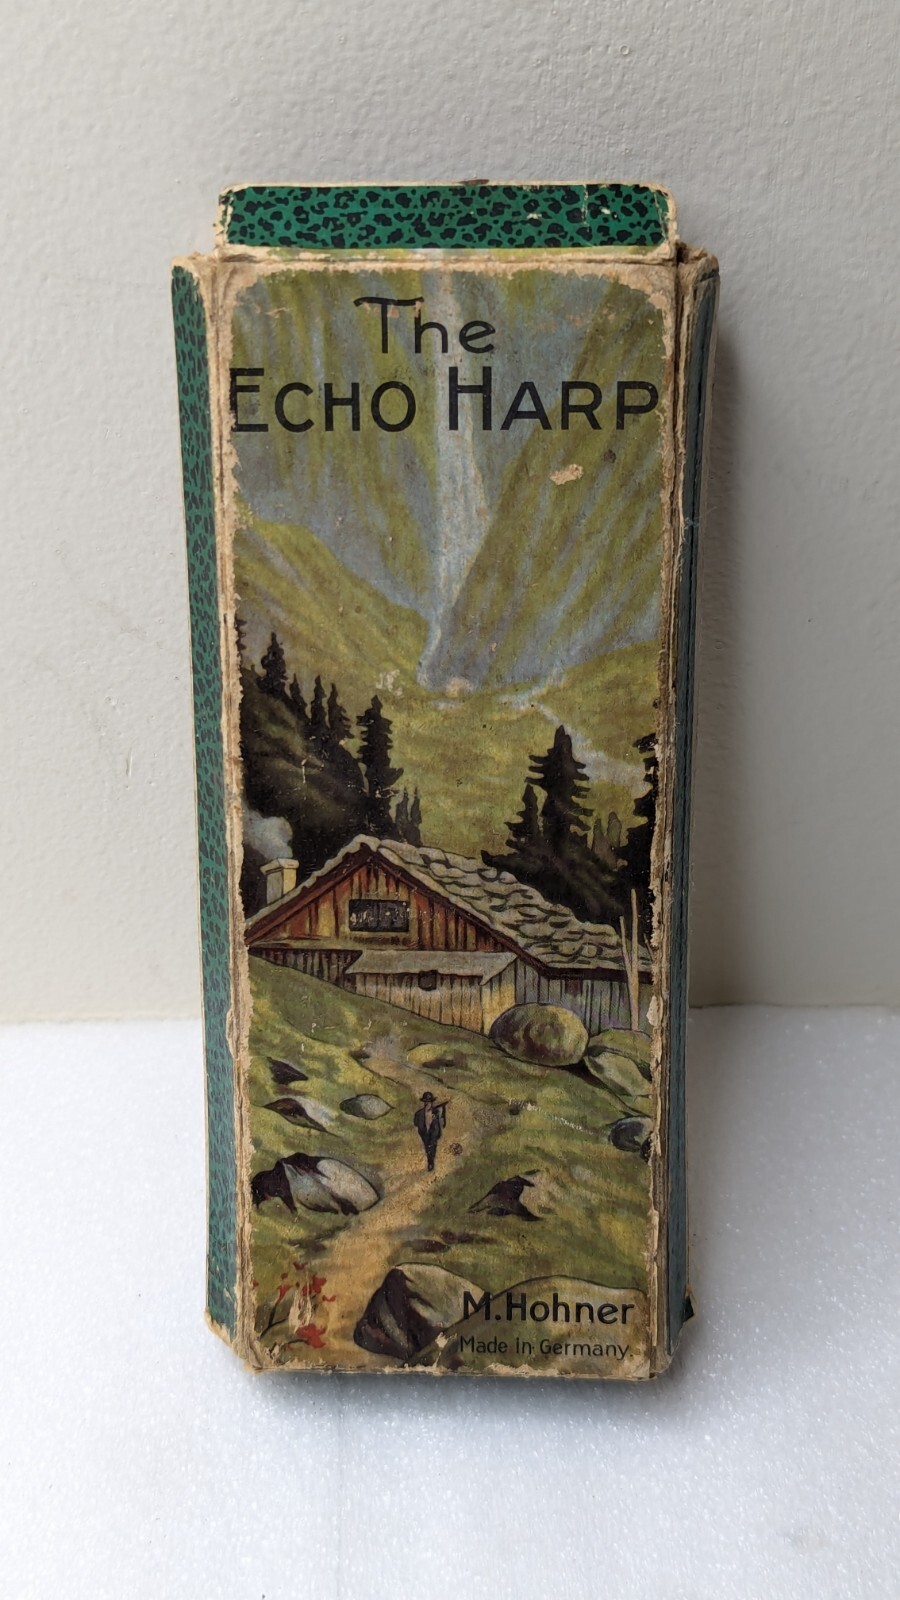 The
ECHO HARP
M. Hohner
Made in Germany.